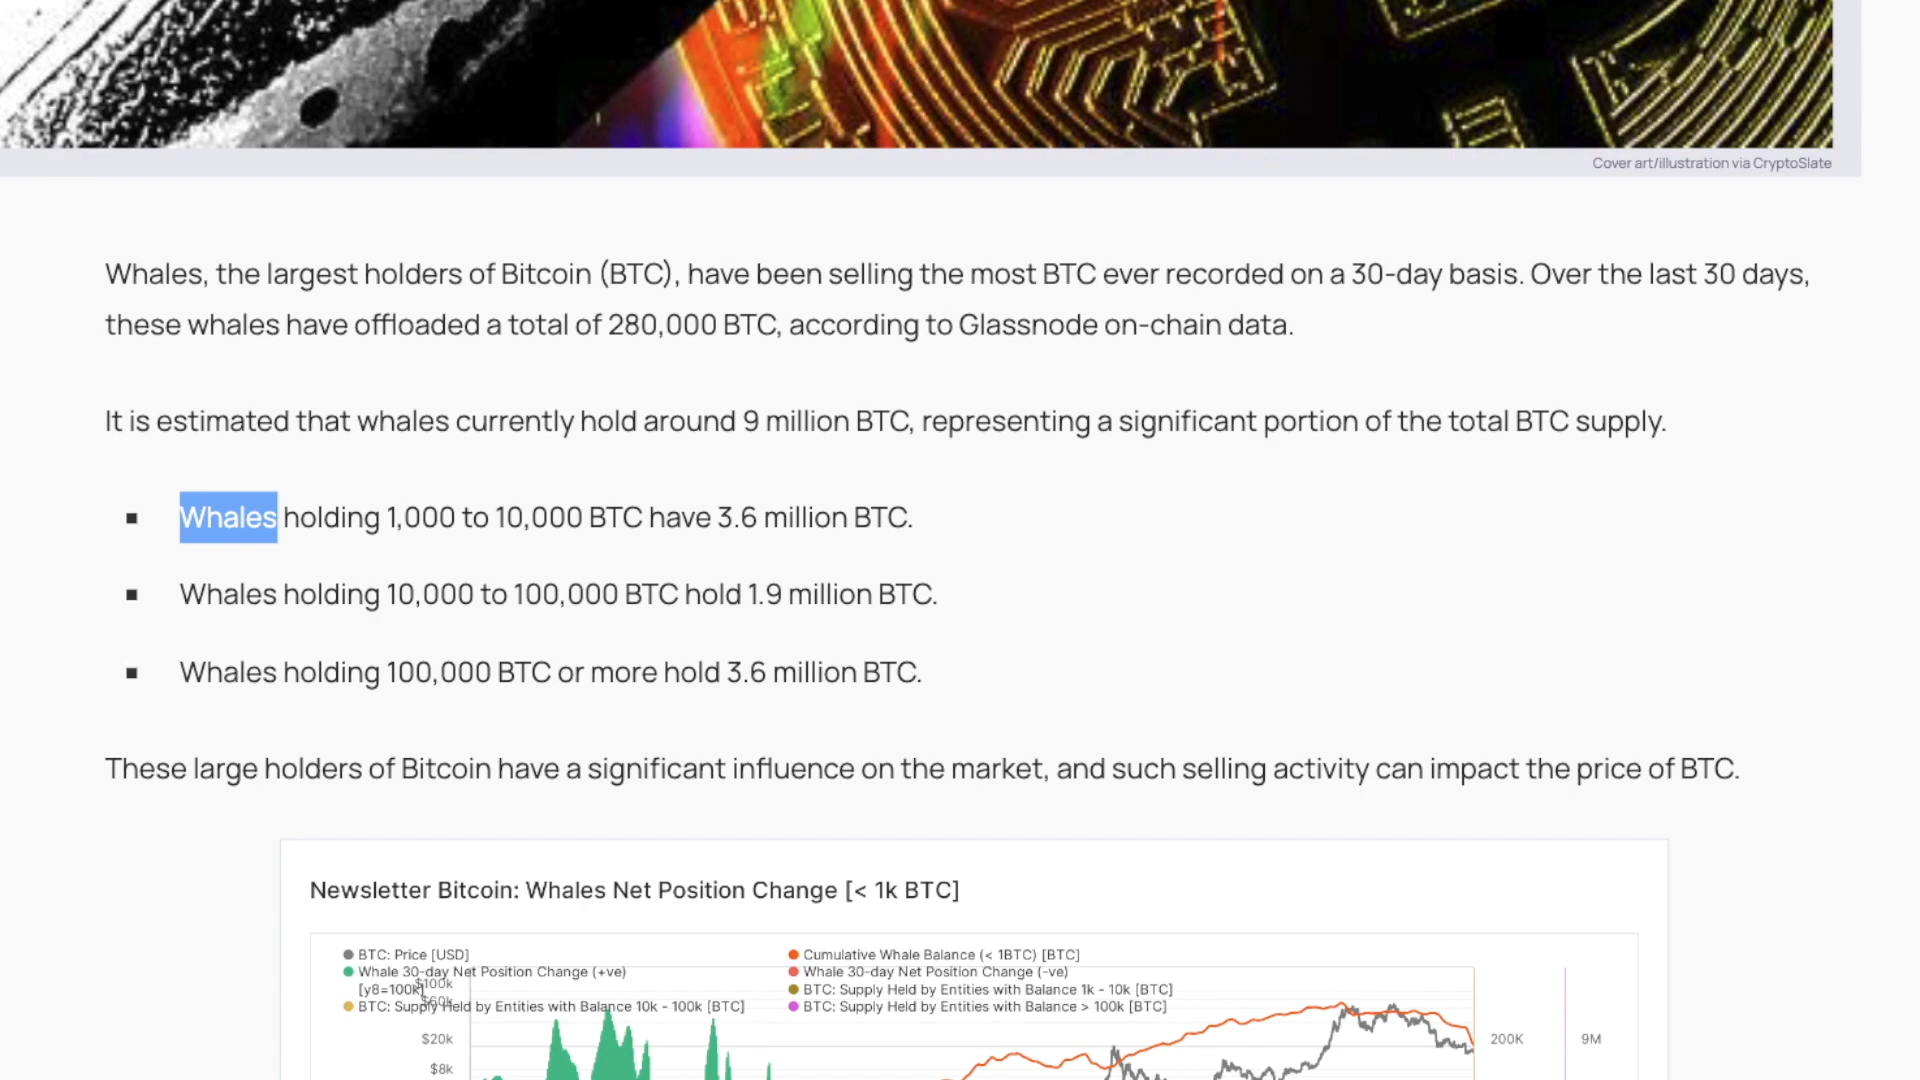 Cover art/illustration via CryptoSlate
Whales, the largest holders of Bitcoin (BTC), have been selling the most BTC ever recorded on a 30-day basis. Over the last 30 days,
these whales have offloaded a total of 280,000 BTC, according to Glassnode on-chain data.
It is estimated that whales currently hold around 9 million BTC, representing a significant portion of the total BTC supply.
Whales holding 1,000 to 10,000 BTC have 3.6 million BTC.
Whales holding 10,000 to 100,000 BTC hold 1.9 million BTC.
Whales holding 100,000 BTC or more hold 3.6 million BTC.
These large holders of Bitcoin have a significant influence on the market, and such selling activity can impact the price of BTC.
Newsletter Bitcoin: Whales Net Position Change [< 1k BTC]
BTC: Price [USD]
Cumulative Whale Balance (< 1BTC) [BTC]
Whale 30-day Net Position Change (+ve)
Whale 30-day Net Position Change (-ve)
[y8=100k]
$100k
BTC: Supply Held by Entities with Balance 1k - 10k [BTC]
$60k
BTC: Supply Held by Entities with Balance 10k - 100k [BTC]
BTC: Supply Held by Entities with Balance > 100k [BTC]
$20k
200K
9M
$8k